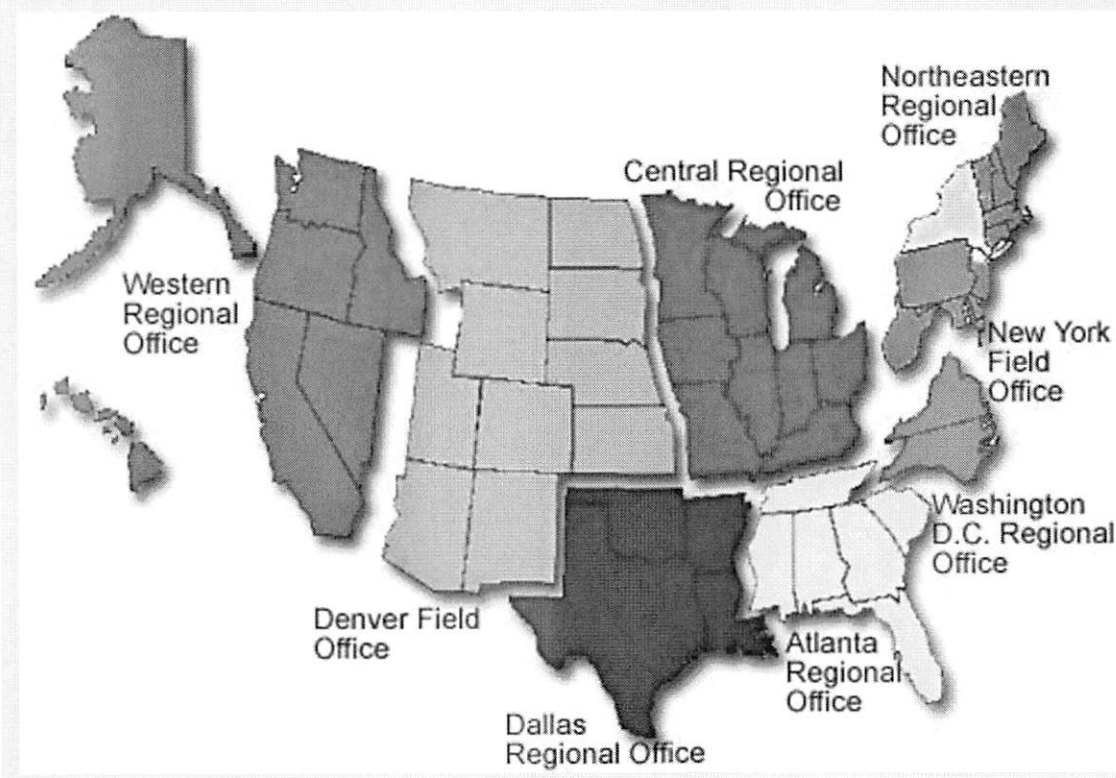 Northeastern
Regional
Office
Central Regional
Office
Western
Regional
Office
New York
Field
Office
Washington
D.C. Regional
Office
Denver Field
Office
Atlanta
Regional
Office
Dallas
Regional Office